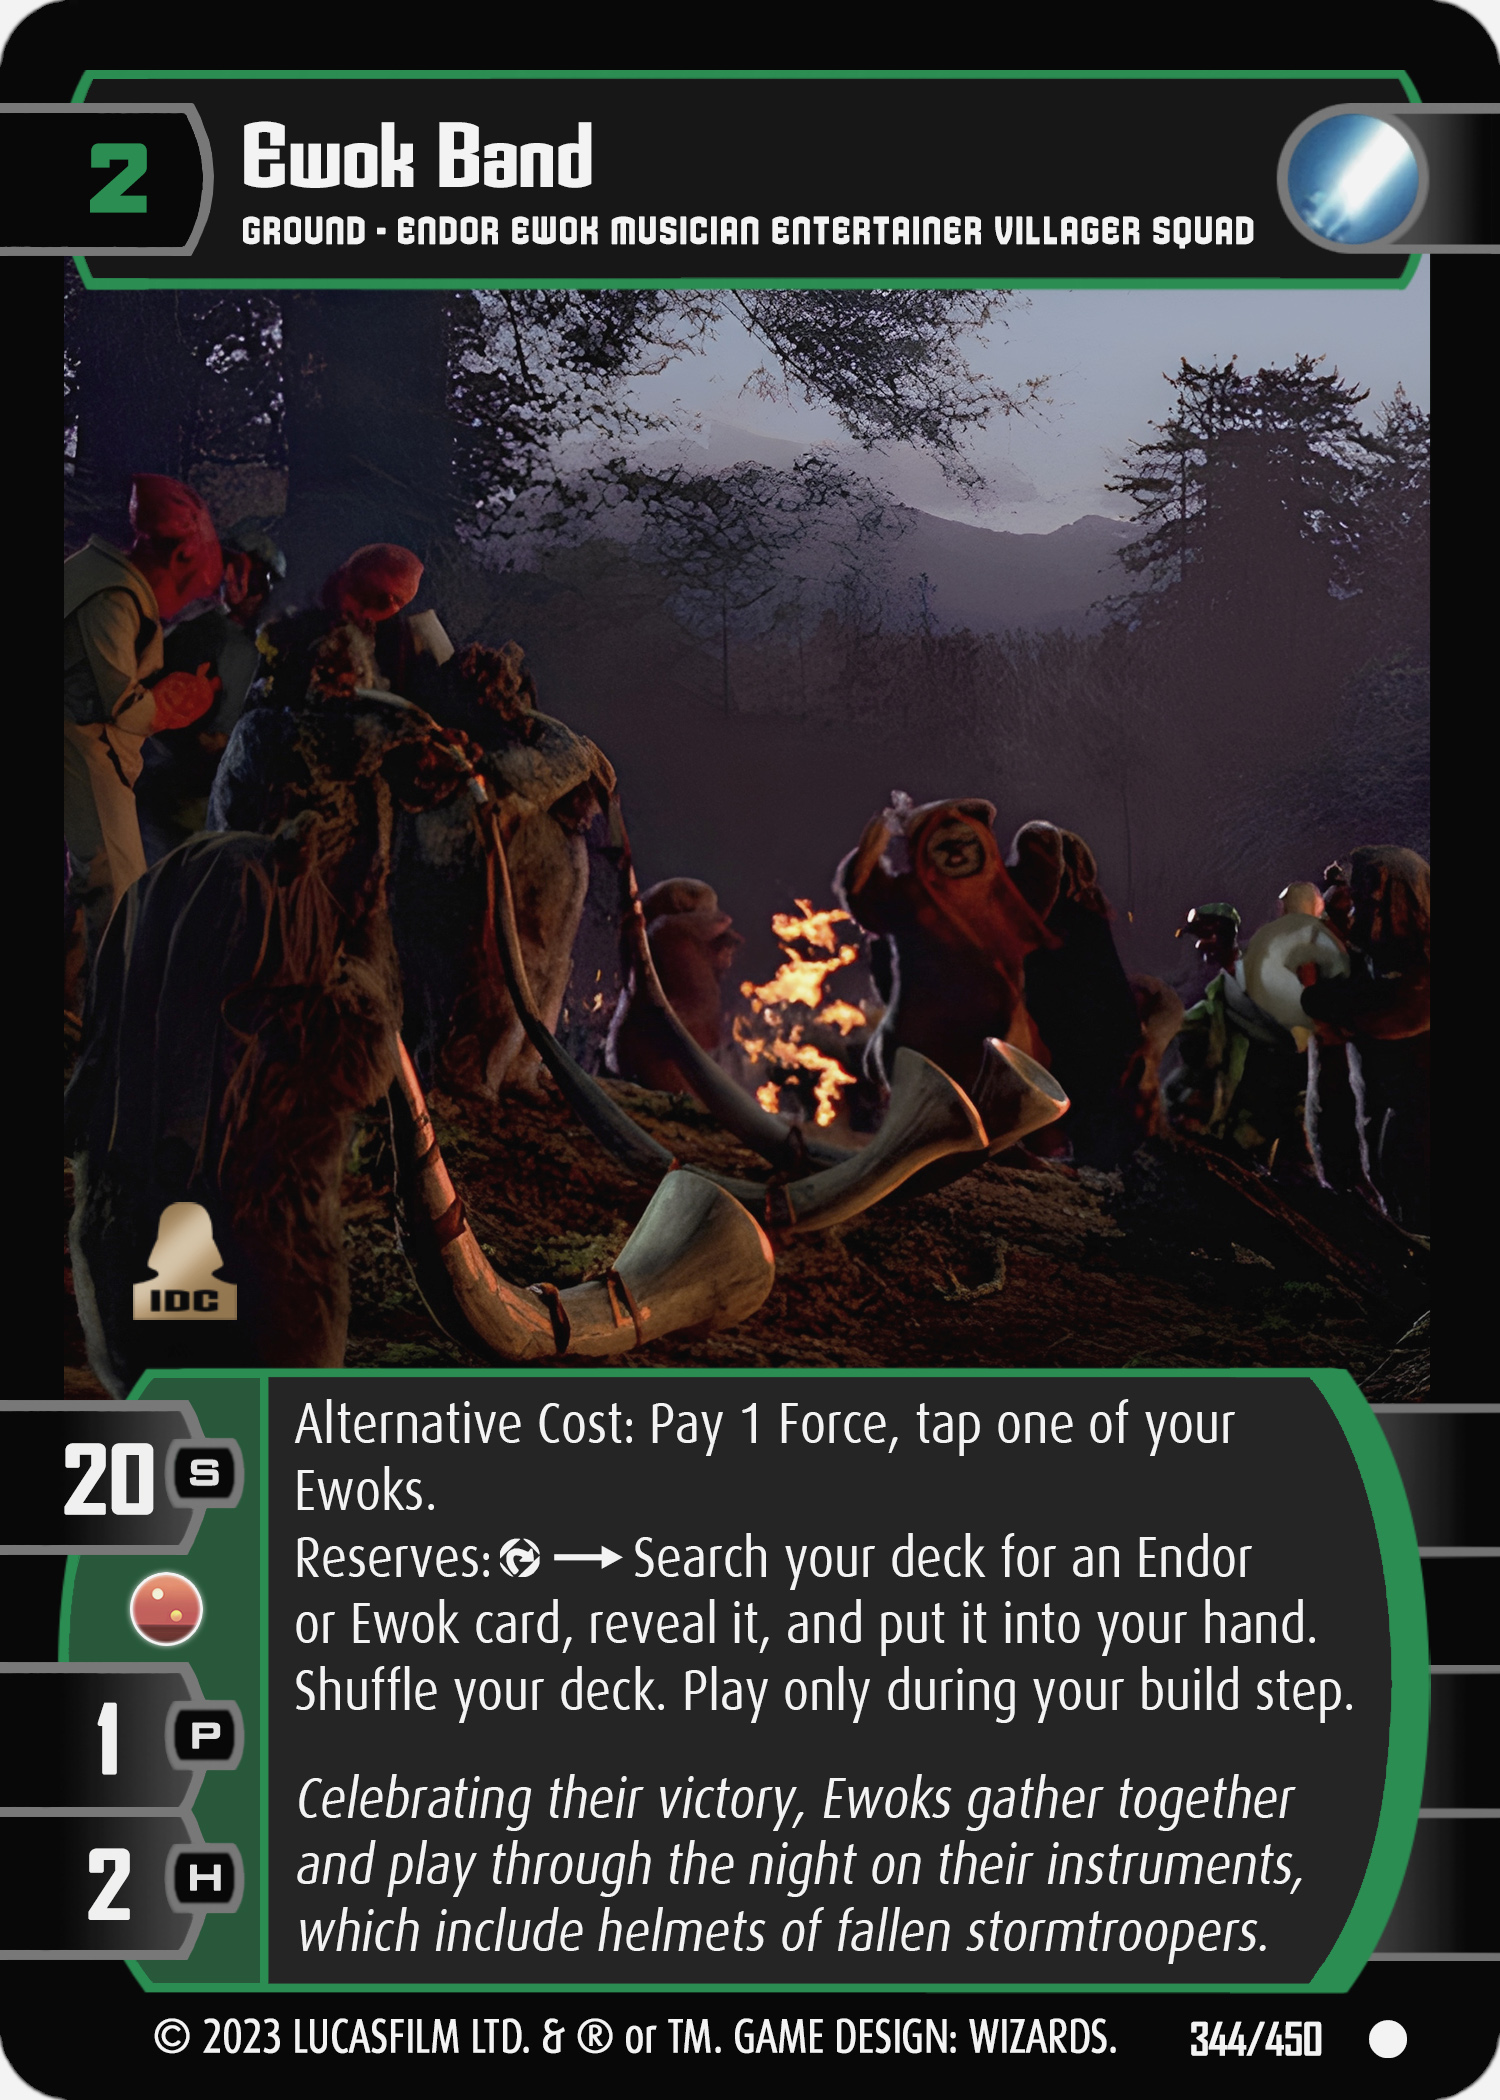 2
Ewok Band
GROUND - ENDOR EWOK MUSICIAN ENTERTAINER VILLAGER SQUAD
IDC
20 S
1 P
2 H
Alternative Cost: Pay 1 Force, tap one of your
Ewoks.
Reserves: → Search your deck for an Endor
or Ewok card, reveal it, and put it into your hand.
Shuffle your deck. Play only during your build step.
Celebrating their victory, Ewoks gather together
and play through the night on their instruments,
which include helmets of fallen stormtroopers.
© 2023 LUCASFILM LTD. & ® or TM. GAME DESIGN: WIZARDS. 344/450